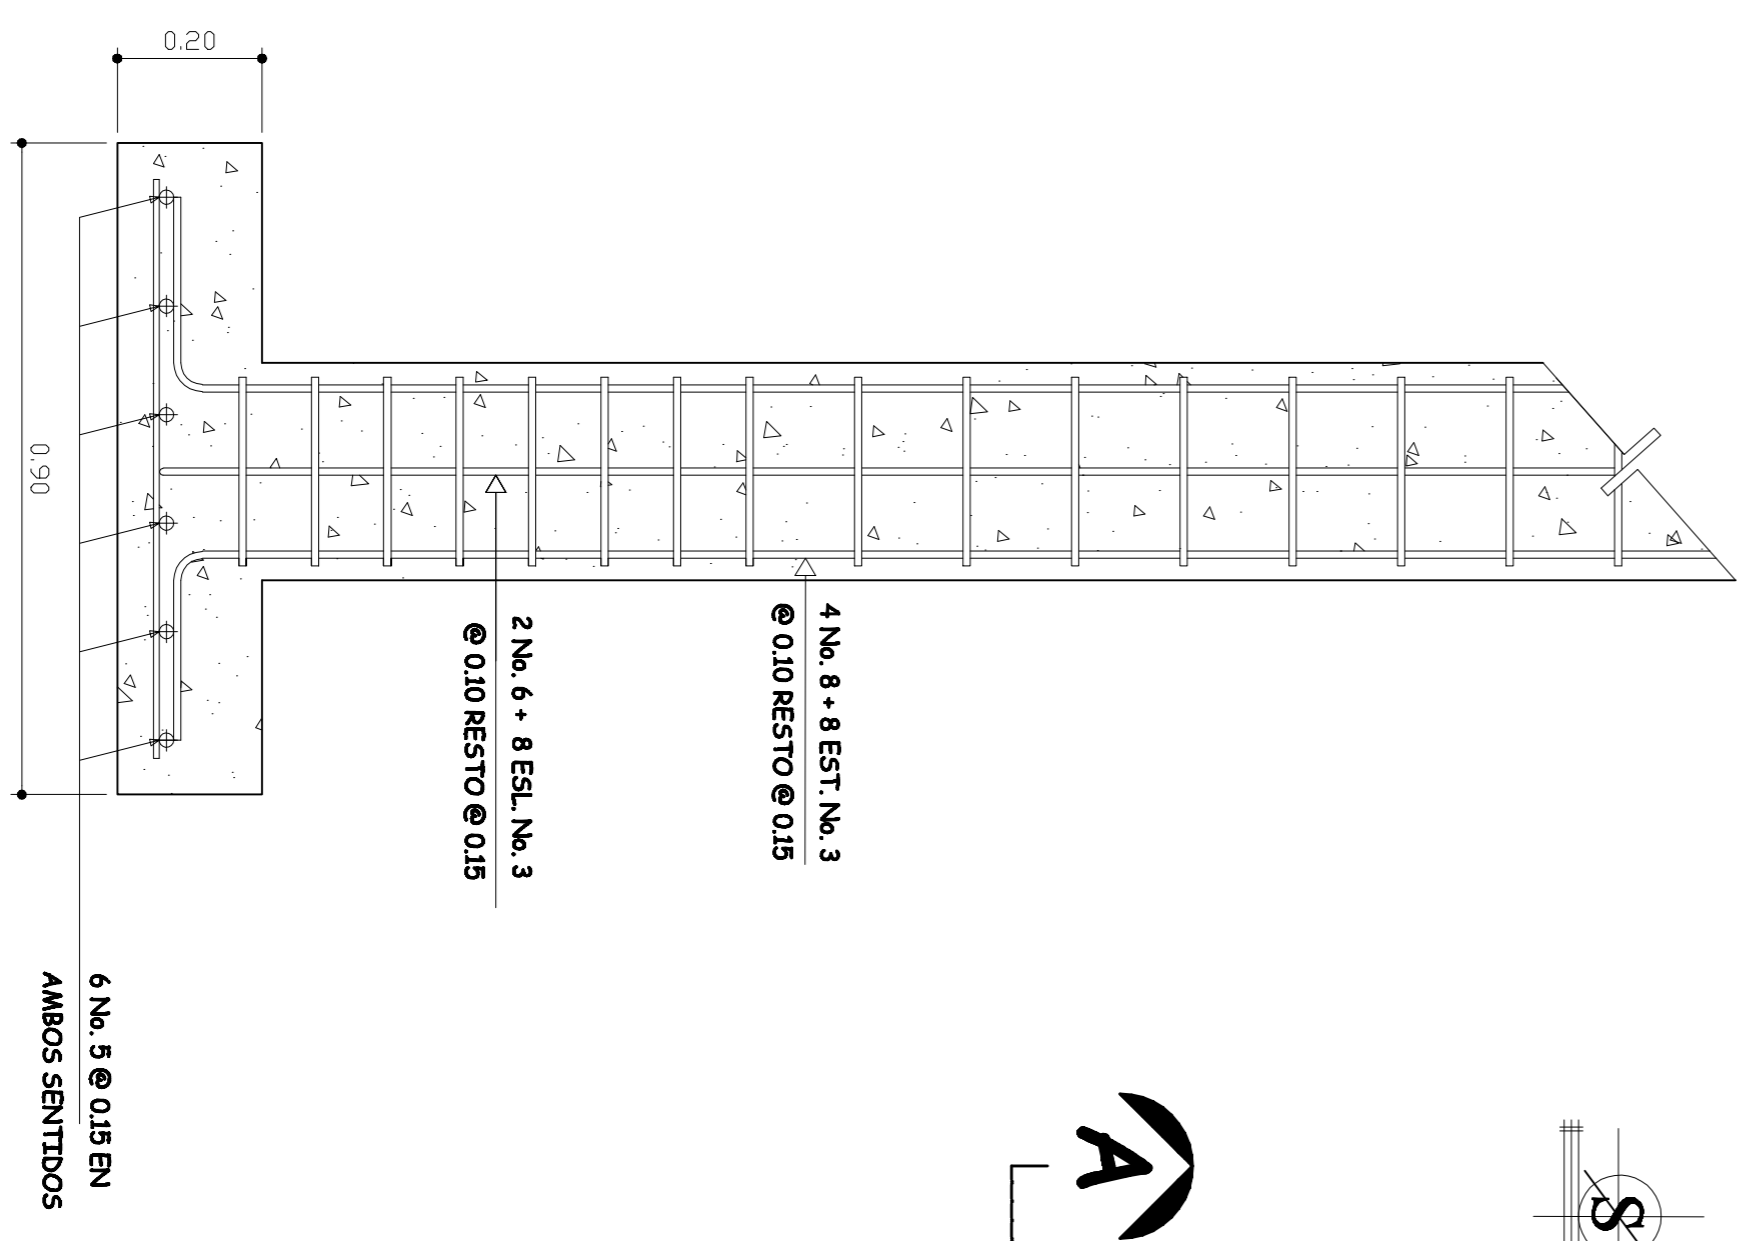 0.20
0.90
4 No. 8 + 8 EST. No. 3
@ 0.10 RESTO @ 0.15
2 No. 6 + 8 ESL. No. 3
@ 0.10 RESTO @ 0.15
6 No. 5 @ 0.15 EN
AMBOS SENTIDOS
A
S